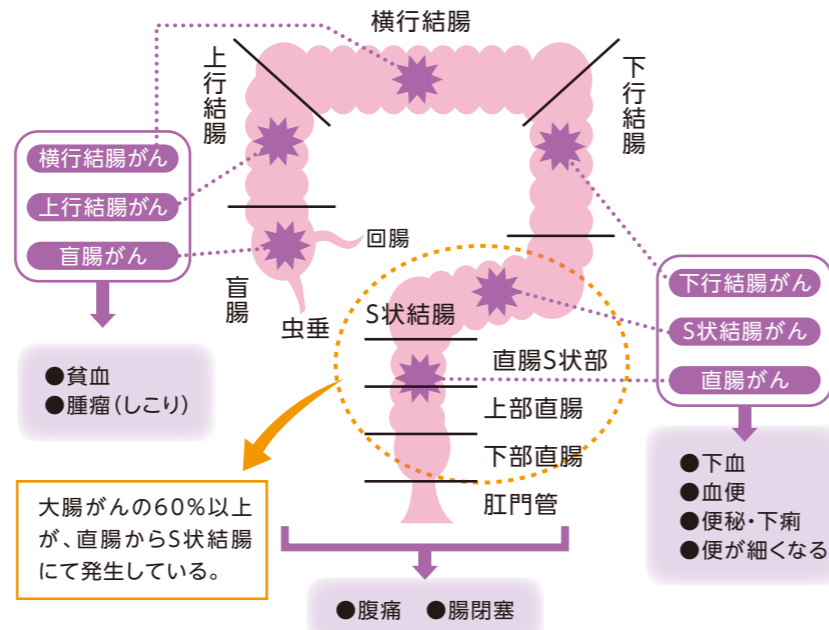 横行結腸
上行結腸
下行結腸
横行結腸がん
上行結腸がん
盲腸がん
回腸
盲腸
虫垂
●貧血
●腫瘤（しこり）
S状結腸
直腸S状部
上部直腸
下部直腸
肛門管
下行結腸がん
S状結腸がん
直腸がん
●下血
●血便
●便秘・下痢
●便が細くなる
大腸がんの60％以上
が、直腸からS状結腸
にて発生している。
●腹痛　●腸閉塞